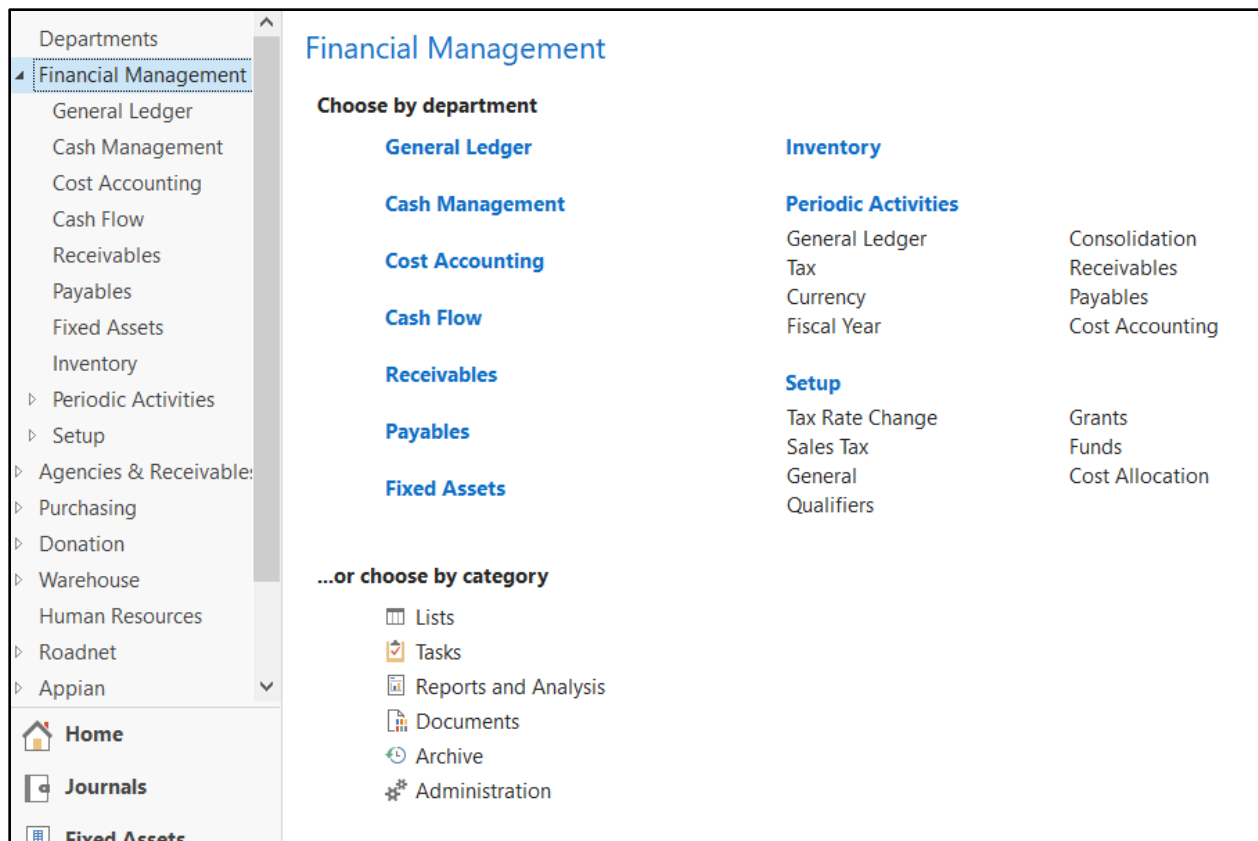 Departments
Financial Management
General Ledger
Cash Management
Cost Accounting
Cash Flow
Receivables
Payables
Fixed Assets
Inventory
Periodic Activities
Setup
Agencies & Receivable
Purchasing
Donation
Warehouse
Human Resources
Roadnet
Appian
Home
Journals
Fixed Assets
Financial Management
Choose by department
General Ledger
Cash Management
Cost Accounting
Cash Flow
Receivables
Payables
Fixed Assets
Inventory
Periodic Activities
General Ledger Consolidation
Tax Receivables
Currency Payables
Fiscal Year Cost Accounting
Setup
Tax Rate Change Grants
Sales Tax Funds
General Cost Allocation
Qualifiers
...or choose by category
Lists
Tasks
Reports and Analysis
Documents
Archive
Administration